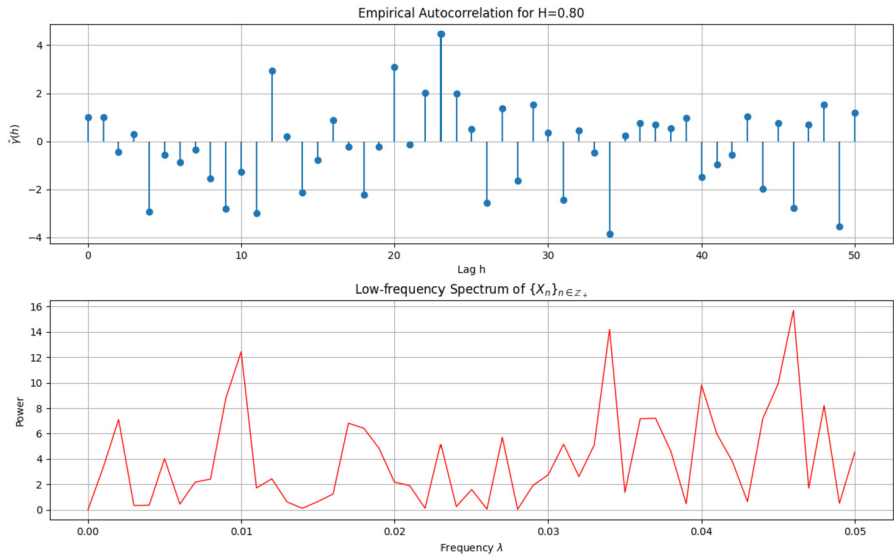 Empirical Autocorrelation for H=0.80
4
2
0
−2
−4
γ̂(h)
0 10 20 30 40 50
Lag h
Low-frequency Spectrum of {Xₙ}ₙ∈ℤ₊
16
14
12
10
8
6
4
2
0
Power
0.00 0.01 0.02 0.03 0.04 0.05
Frequency λ